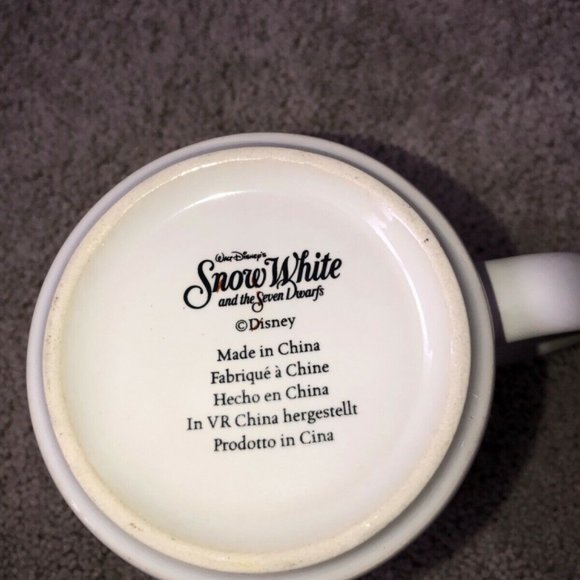 Walt Disney's
Snow White
and the Seven Dwarfs
©Disney
Made in China
Fabriqué à Chine
Hecho en China
In VR China hergestellt
Prodotto in Cina